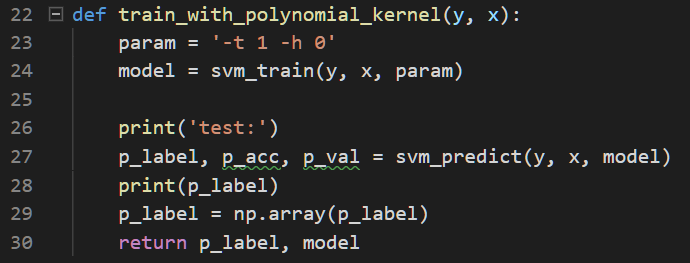 22 def train_with_polynomial_kernel(y, x):
23     param = '-t 1 -h 0'
24     model = svm_train(y, x, param)
25
26     print('test:')
27     p_label, p_acc, p_val = svm_predict(y, x, model)
28     print(p_label)
29     p_label = np.array(p_label)
30     return p_label, model